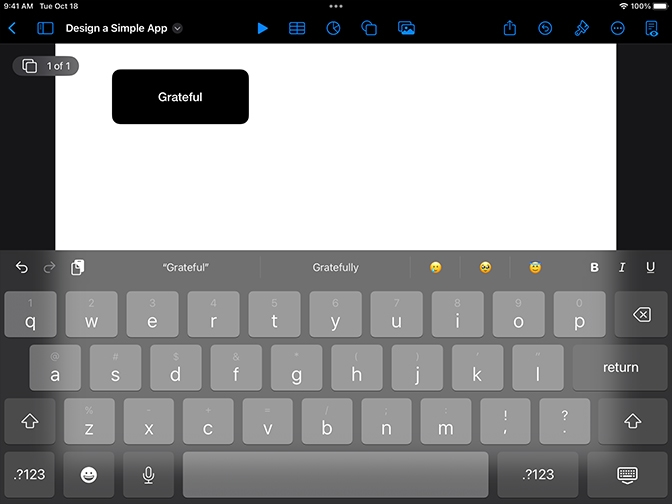 9:41 AM Tue Oct 18 100%
Design a Simple App
1 of 1
Grateful
“Grateful” Gratefully B I U
1 2 3 4 5 6 7 8 9 0
q w e r t y u i o p
@ # $ & * ( ) ' "
a s d f g h j k l return
% - + = / ; : ! ?
z x c v b n m , .
.?123 .?123